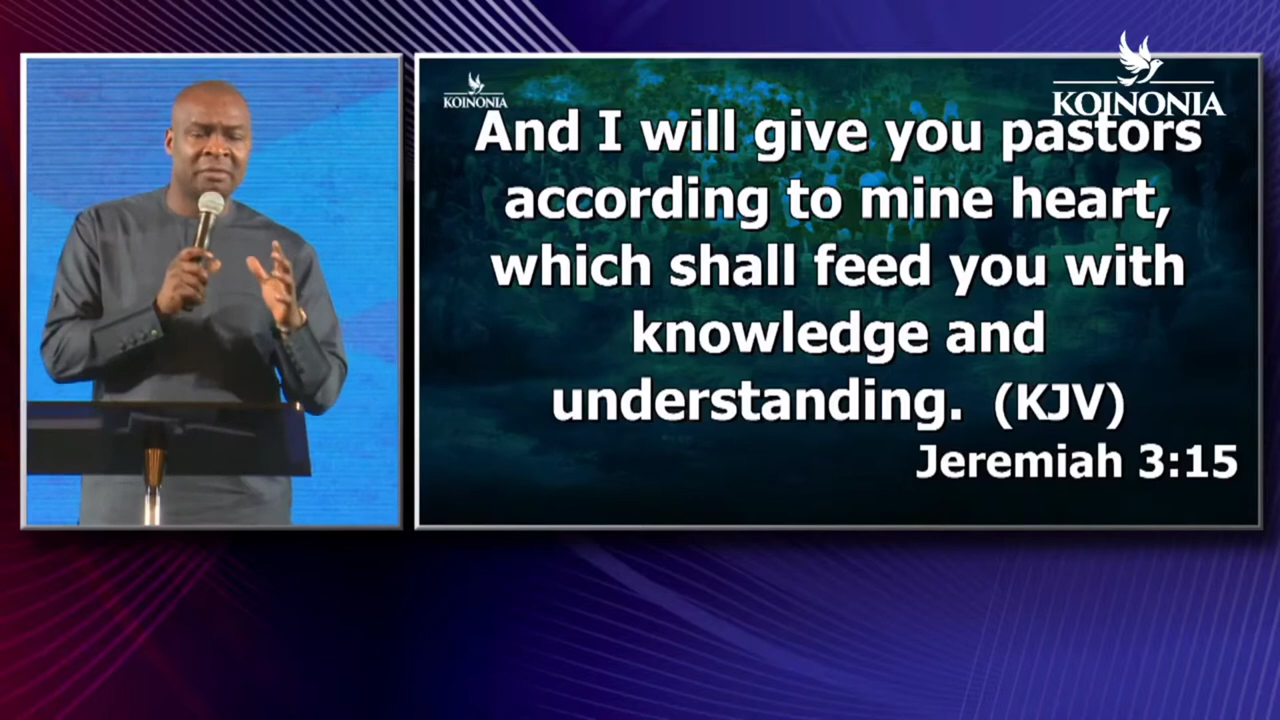 KOINONIA
KOINONIA
And I will give you pastors
according to mine heart,
which shall feed you with
knowledge and
understanding. (KJV)
Jeremiah 3:15